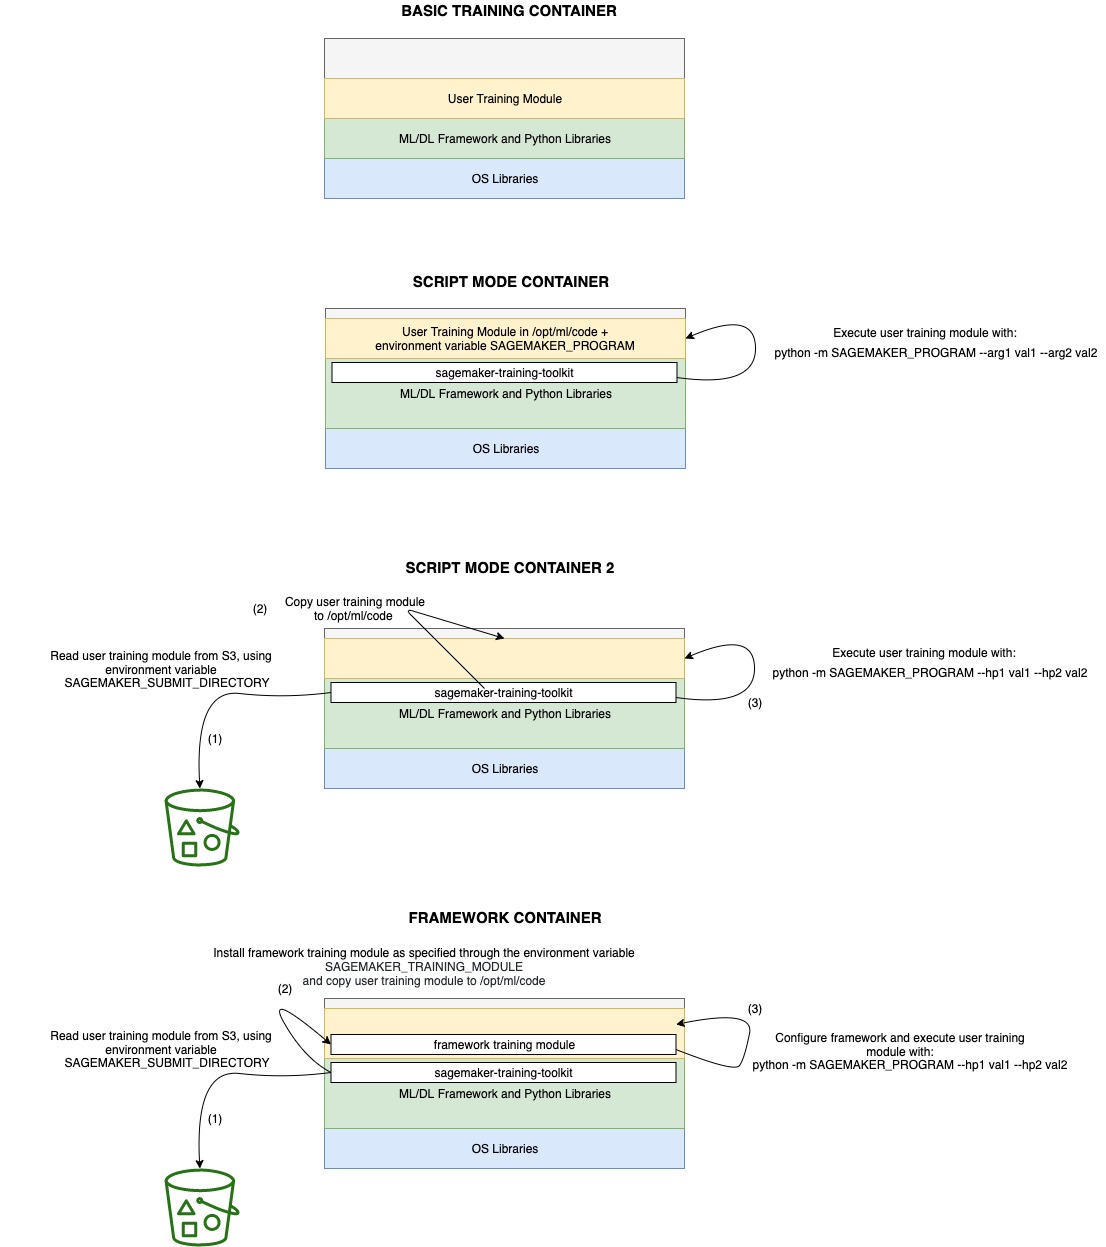 BASIC TRAINING CONTAINER
User Training Module
ML/DL Framework and Python Libraries
OS Libraries
SCRIPT MODE CONTAINER
User Training Module in /opt/ml/code +
environment variable SAGEMAKER_PROGRAM
sagemaker-training-toolkit
ML/DL Framework and Python Libraries
OS Libraries
Execute user training module with:
python -m SAGEMAKER_PROGRAM --arg1 val1 --arg2 val2
SCRIPT MODE CONTAINER 2
(2)
Copy user training module
to /opt/ml/code
Read user training module from S3, using
environment variable
SAGEMAKER_SUBMIT_DIRECTORY
(1)
sagemaker-training-toolkit
ML/DL Framework and Python Libraries
OS Libraries
Execute user training module with:
python -m SAGEMAKER_PROGRAM --hp1 val1 --hp2 val2
(3)
FRAMEWORK CONTAINER
Install framework training module as specified through the environment variable
SAGEMAKER_TRAINING_MODULE
and copy user training module to /opt/ml/code
(2)
Read user training module from S3, using
environment variable
SAGEMAKER_SUBMIT_DIRECTORY
(1)
framework training module
sagemaker-training-toolkit
ML/DL Framework and Python Libraries
OS Libraries
(3)
Configure framework and execute user training
module with:
python -m SAGEMAKER_PROGRAM --hp1 val1 --hp2 val2